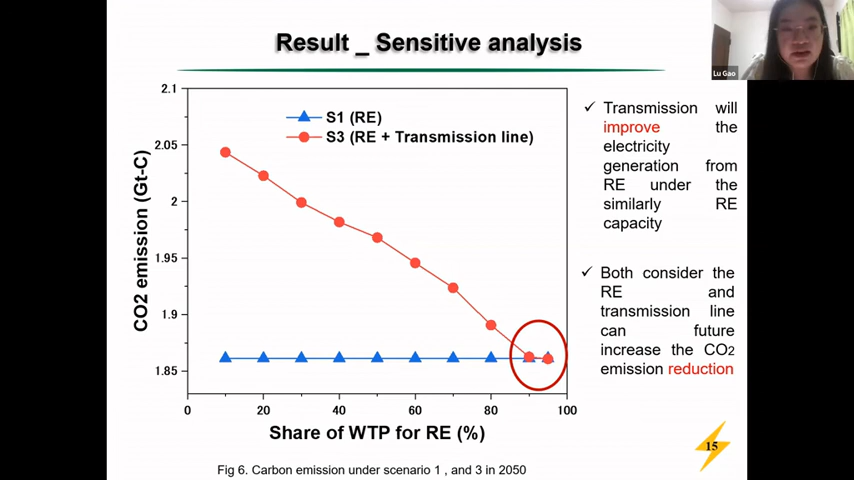 Result _ Sensitive analysis
Lu Gao
2.1
2.05
2
1.95
1.9
1.85
CO2 emission (Gt-C)
S1 (RE)
S3 (RE + Transmission line)
0
20
40
60
80
100
Share of WTP for RE (%)
Fig 6. Carbon emission under scenario 1 , and 3 in 2050
✓ Transmission will
improve the
electricity
generation from
RE under the
similarly RE
capacity
✓ Both consider the
RE and
transmission line
can future
increase the CO2
emission reduction
15